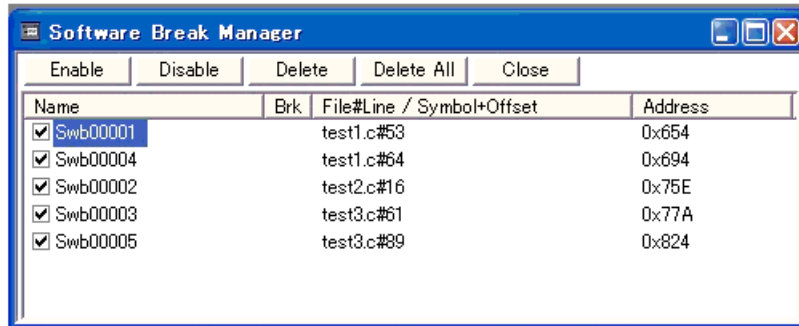 Software Break Manager
Enable Disable Delete Delete All Close
Name Brk File#Line / Symbol+Offset Address
Swb00001 test1.c#53 0x654
Swb00004 test1.c#64 0x694
Swb00002 test2.c#16 0x75E
Swb00003 test3.c#61 0x77A
Swb00005 test3.c#89 0x824